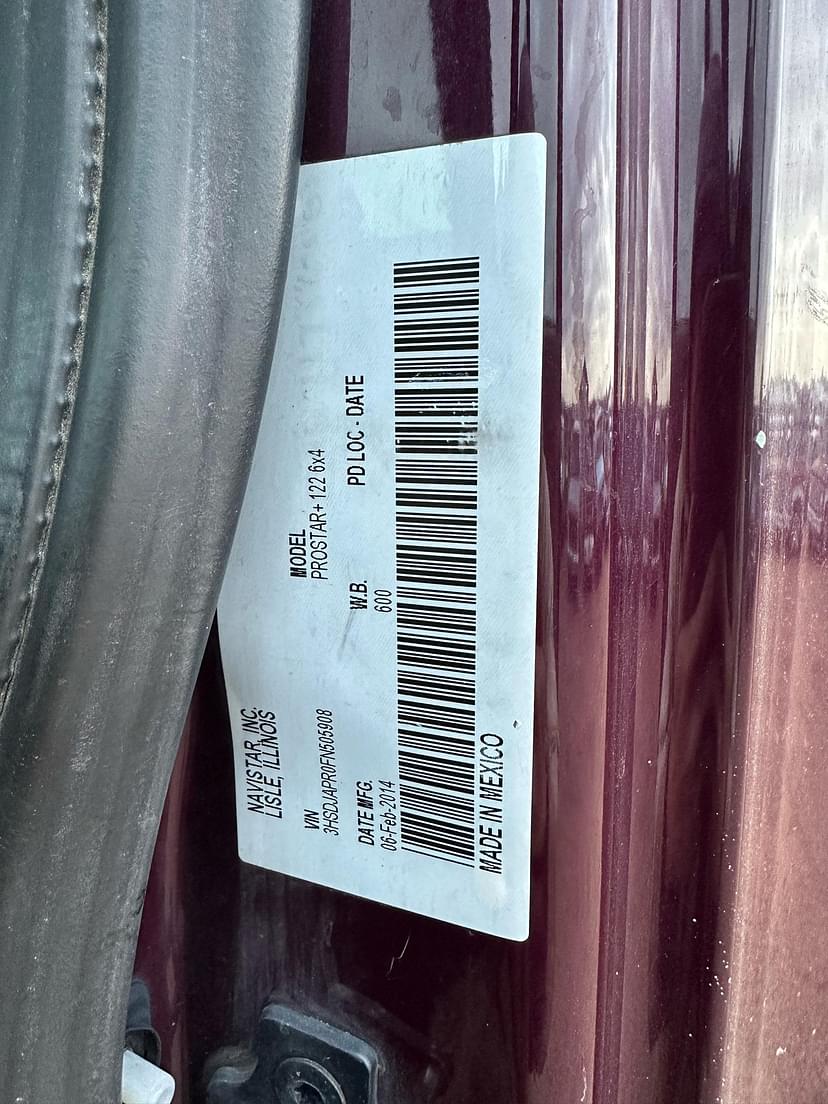 NAVISTAR, INC.
LISLE, ILLINOIS
VIN
3HSDJAPR0FN505908
MODEL
PROSTAR+ 122 6x4
DATE MFG.
06-Feb-2014
W.B.
600
PD LOC - DATE
MADE IN MEXICO